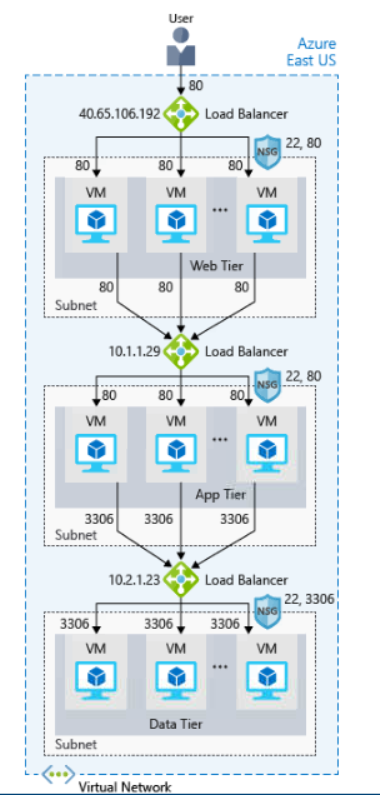 User
Azure
East US
80
40.65.106.192 Load Balancer
NSG 22, 80
80 80 80
VM VM ... VM
Web Tier
80 80 80
Subnet
10.1.1.29 Load Balancer
NSG 22, 80
80 80 80
VM VM ... VM
App Tier
3306 3306 3306
Subnet
10.2.1.23 Load Balancer
NSG 22, 3306
3306 3306 3306
VM VM ... VM
Data Tier
Subnet
Virtual Network